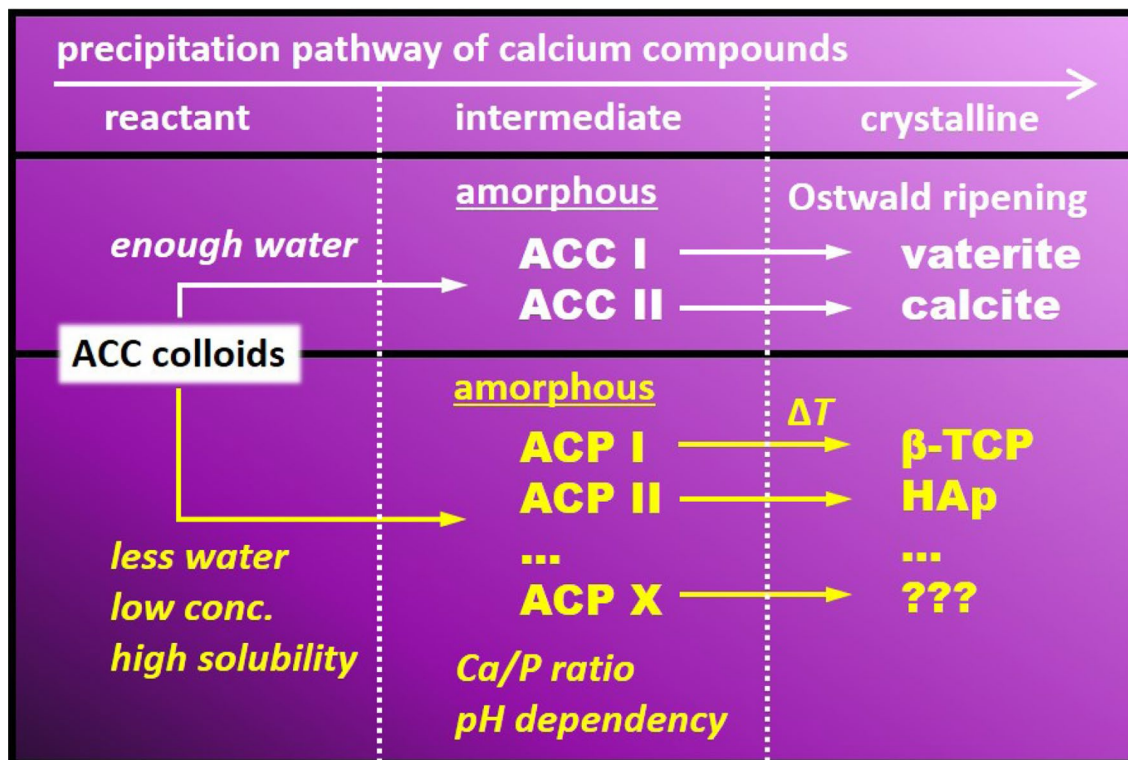 precipitation pathway of calcium compounds
reactant
intermediate
crystalline
enough water
amorphous
Ostwald ripening
ACC I
vaterite
ACC II
calcite
ACC colloids
amorphous
ΔT
ACP I
β-TCP
ACP II
HAp
...
...
ACP X
???
less water
low conc.
high solubility
Ca/P ratio
pH dependency